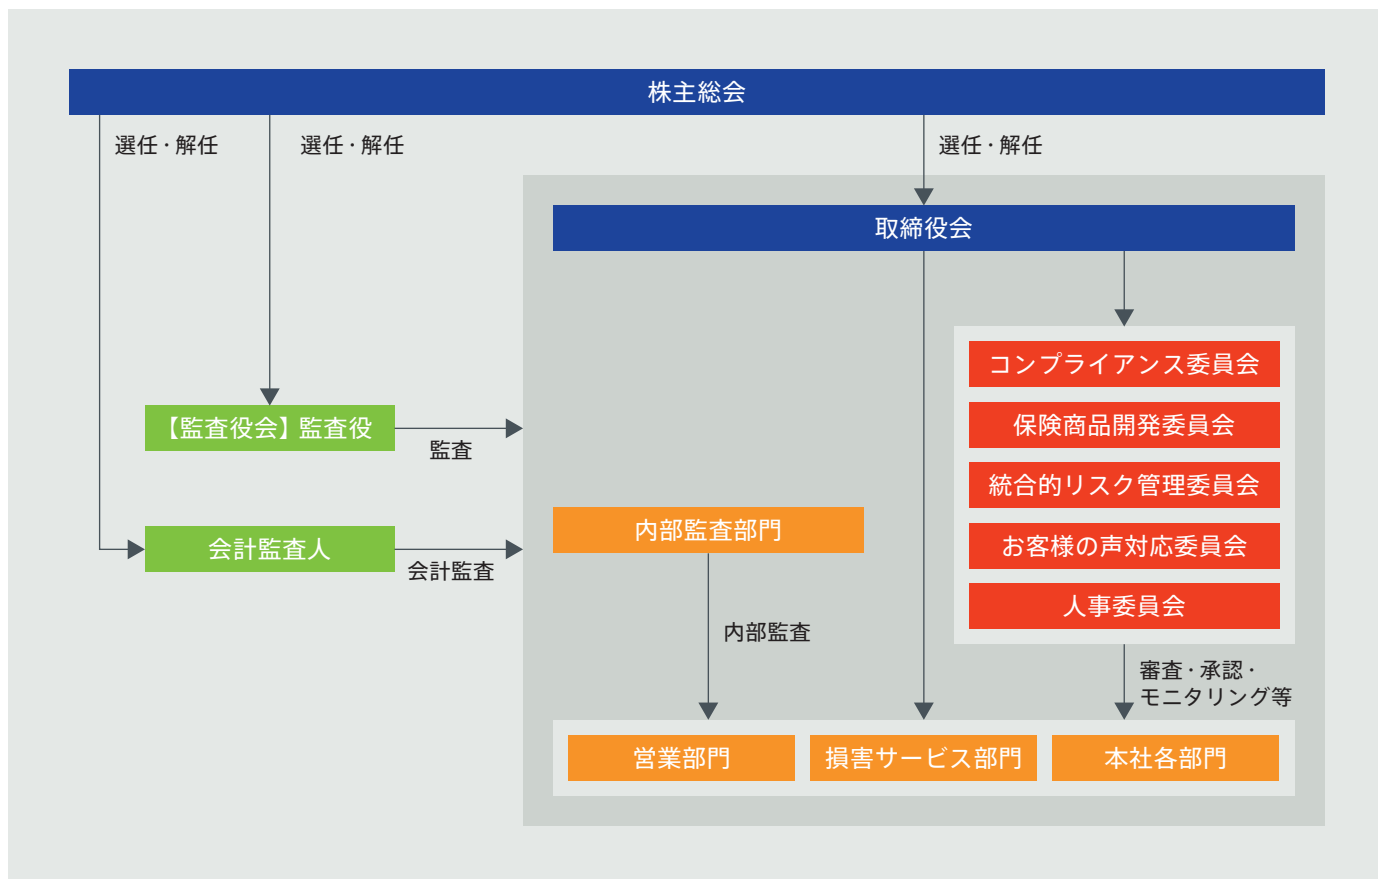 株主総会
選任・解任
選任・解任
選任・解任
取締役会
コンプライアンス委員会
保険商品開発委員会
統合的リスク管理委員会
お客様の声対応委員会
人事委員会
【監査役会】監査役
監査
会計監査人
会計監査
内部監査部門
内部監査
審査・承認・
モニタリング等
営業部門
損害サービス部門
本社各部門